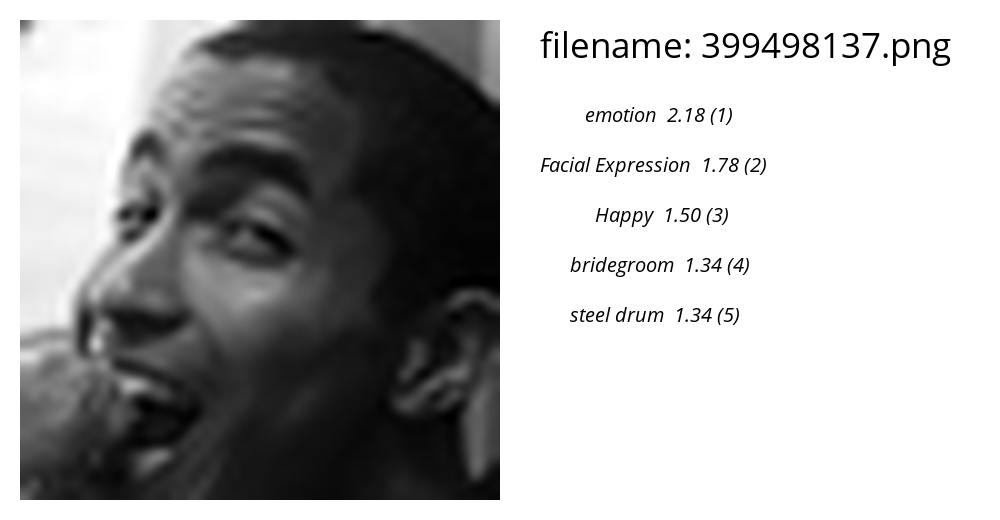 filename: 399498137.png
emotion 2.18 (1)
Facial Expression 1.78 (2)
Happy 1.50 (3)
bridegroom 1.34 (4)
steel drum 1.34 (5)